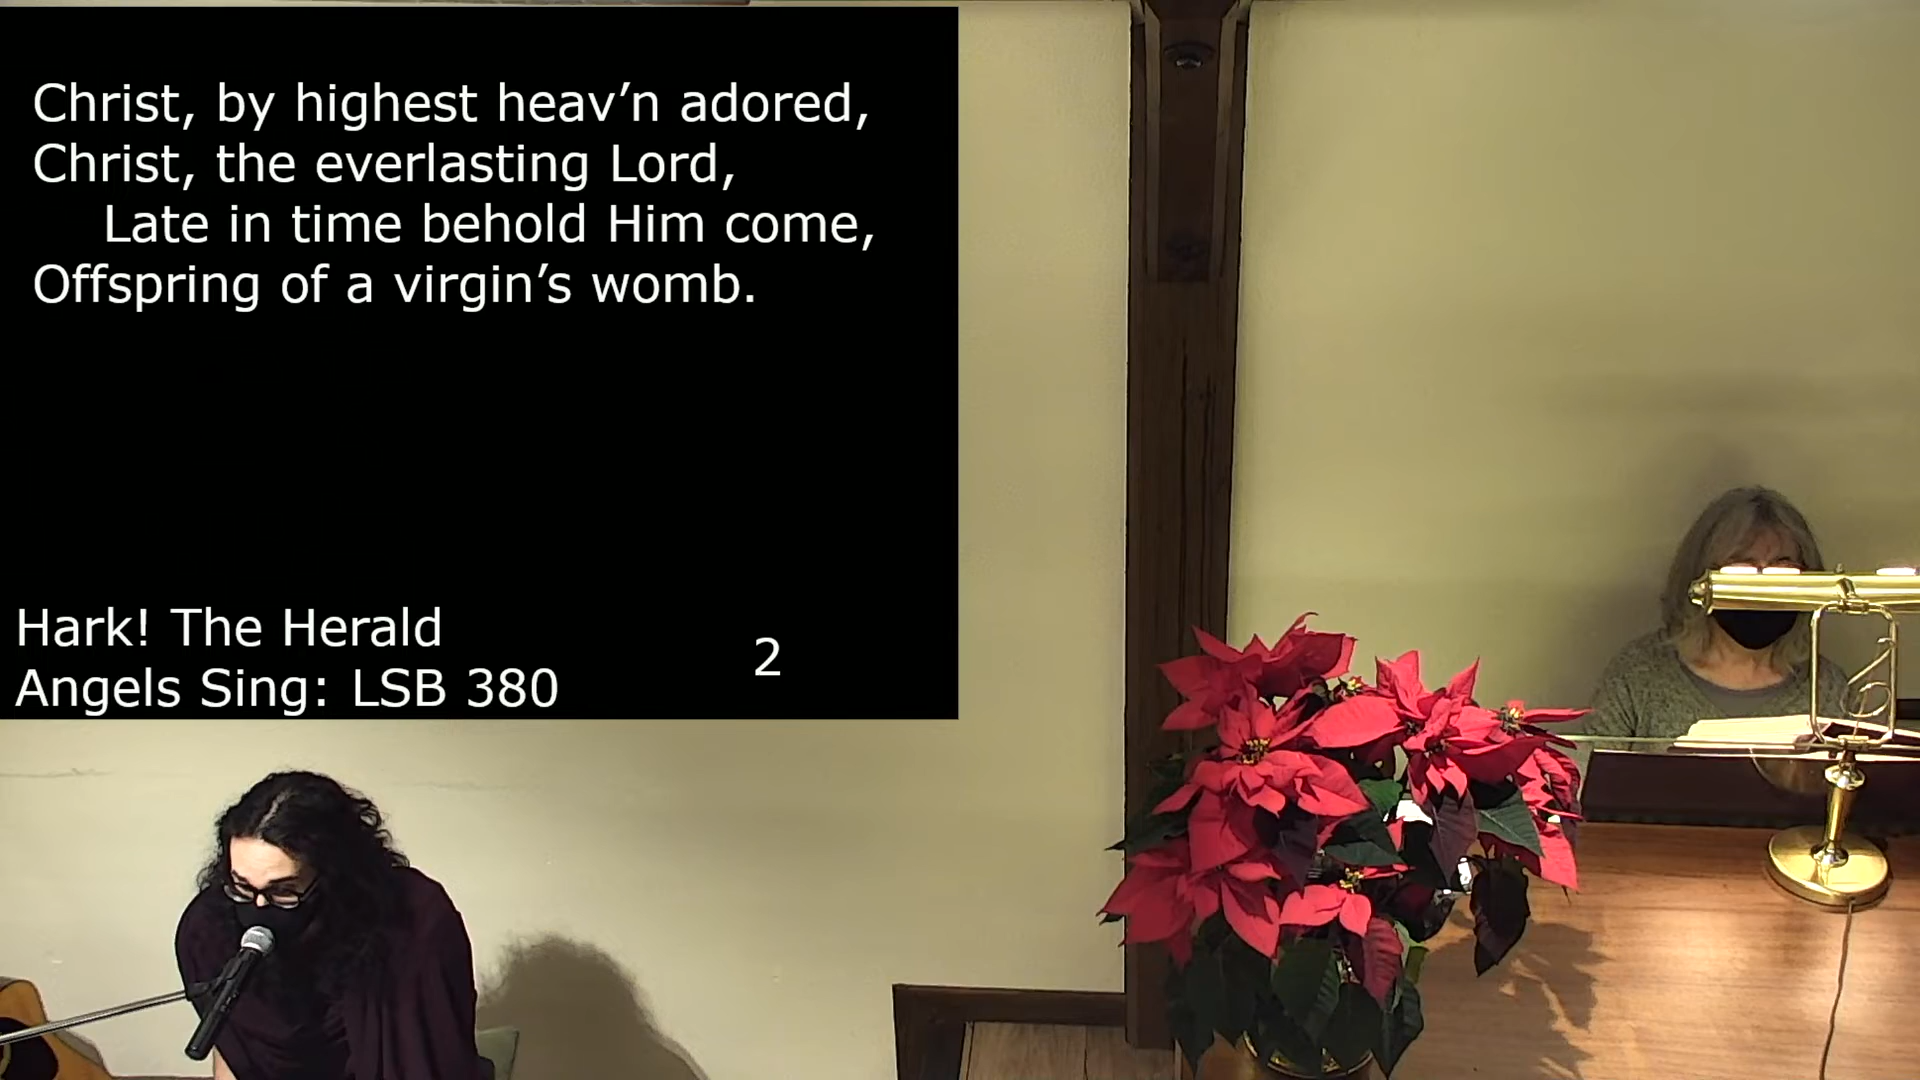 Christ, by highest heav’n adored,
Christ, the everlasting Lord,
Late in time behold Him come,
Offspring of a virgin’s womb.
Hark! The Herald
Angels Sing: LSB 380
2